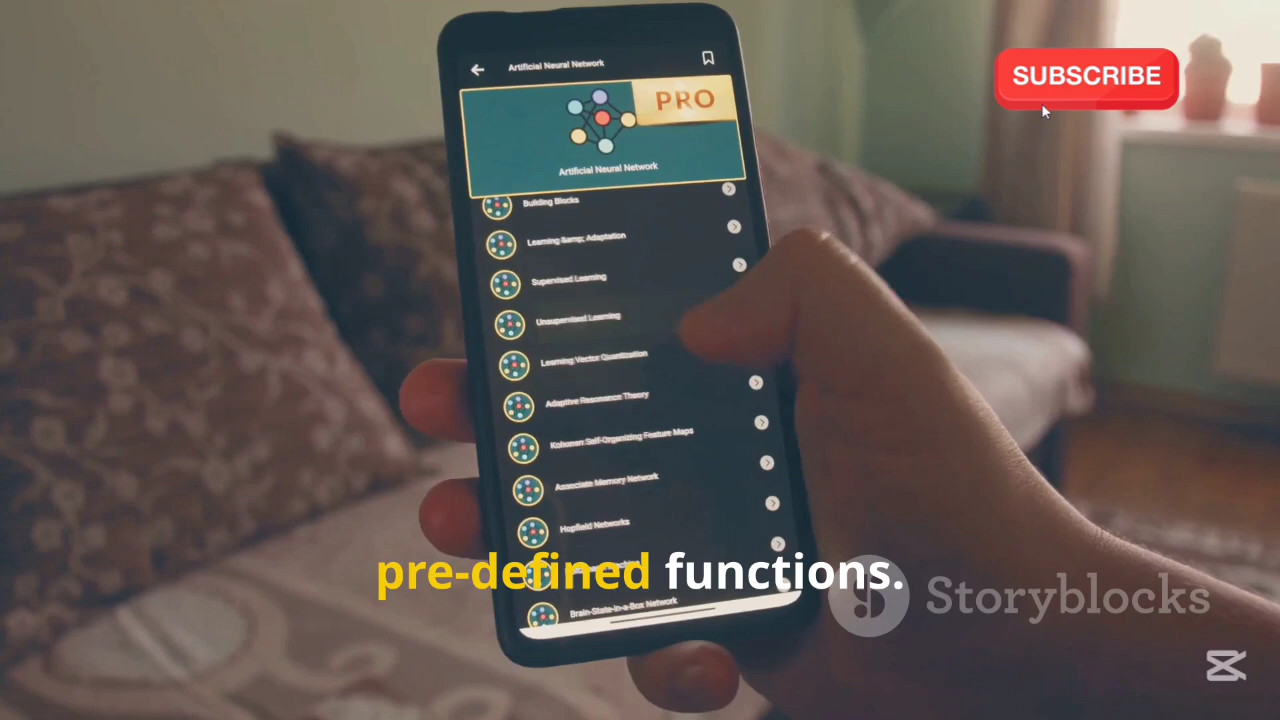 SUBSCRIBE
Artificial Neural Network
PRO
Artificial Neural Network
Building Blocks
Learning &amp; Adaptation
Supervised Learning
Unsupervised Learning
Learning Vector Quantization
Adaptive Resonance Theory
Kohonen Self-Organizing Feature Maps
Associate Memory Network
Hopfield Networks
pre-defined functions.
Storyblocks
Brain-State-in-a-Box Network